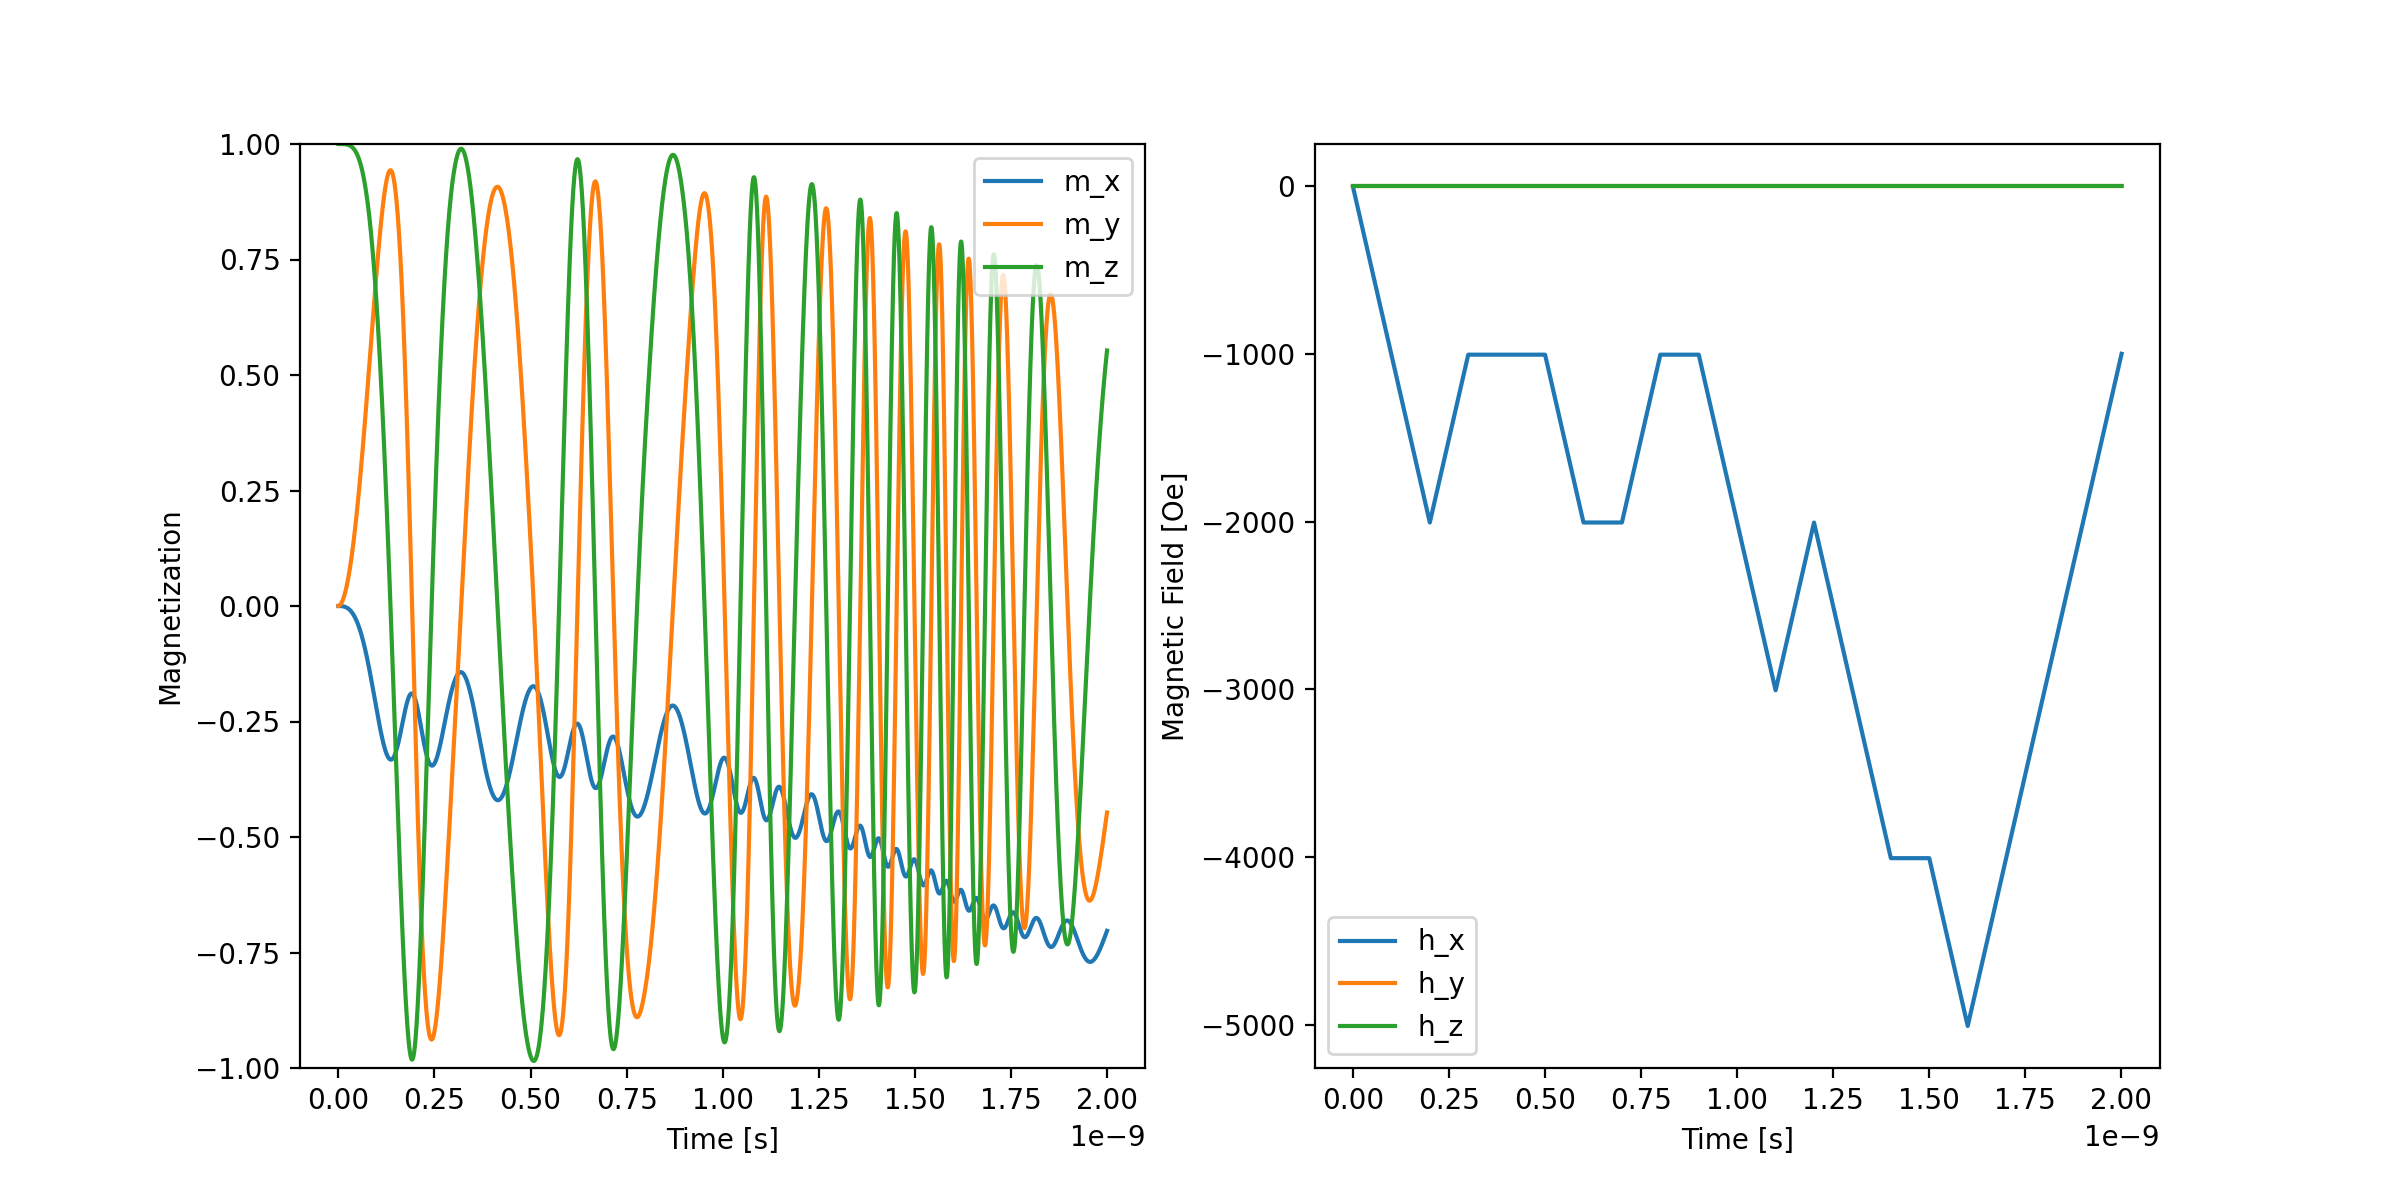 1.00
0.75
0.50
0.25
0.00
−0.25
−0.50
−0.75
−1.00
Magnetization
m_x
m_y
m_z
0.00 0.25 0.50 0.75 1.00 1.25 1.50 1.75 2.00
Time [s]
1e−9
0
−1000
−2000
−3000
−4000
−5000
Magnetic Field [Oe]
h_x
h_y
h_z
0.00 0.25 0.50 0.75 1.00 1.25 1.50 1.75 2.00
Time [s]
1e−9